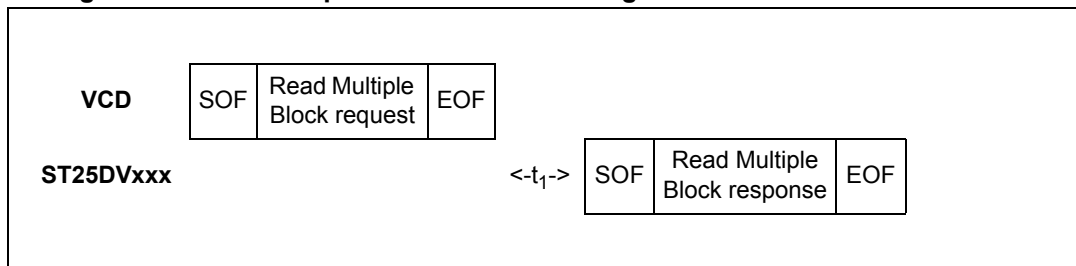 VCD SOF Read Multiple EOF
Block request
ST25DVxxx <-t1-> SOF Read Multiple EOF
Block response